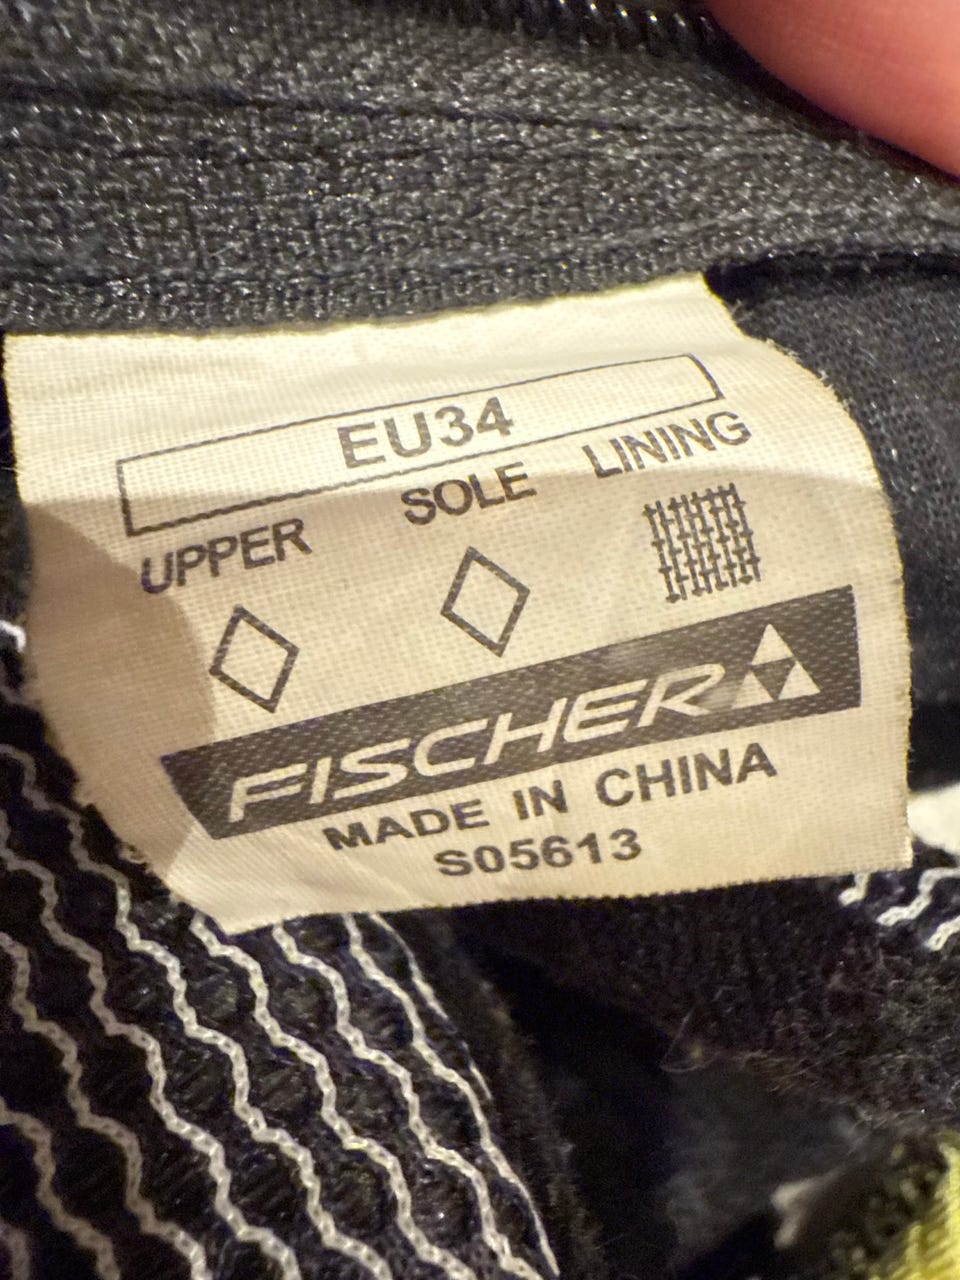 EU34
UPPER SOLE LINING
FISCHER
MADE IN CHINA
S05613